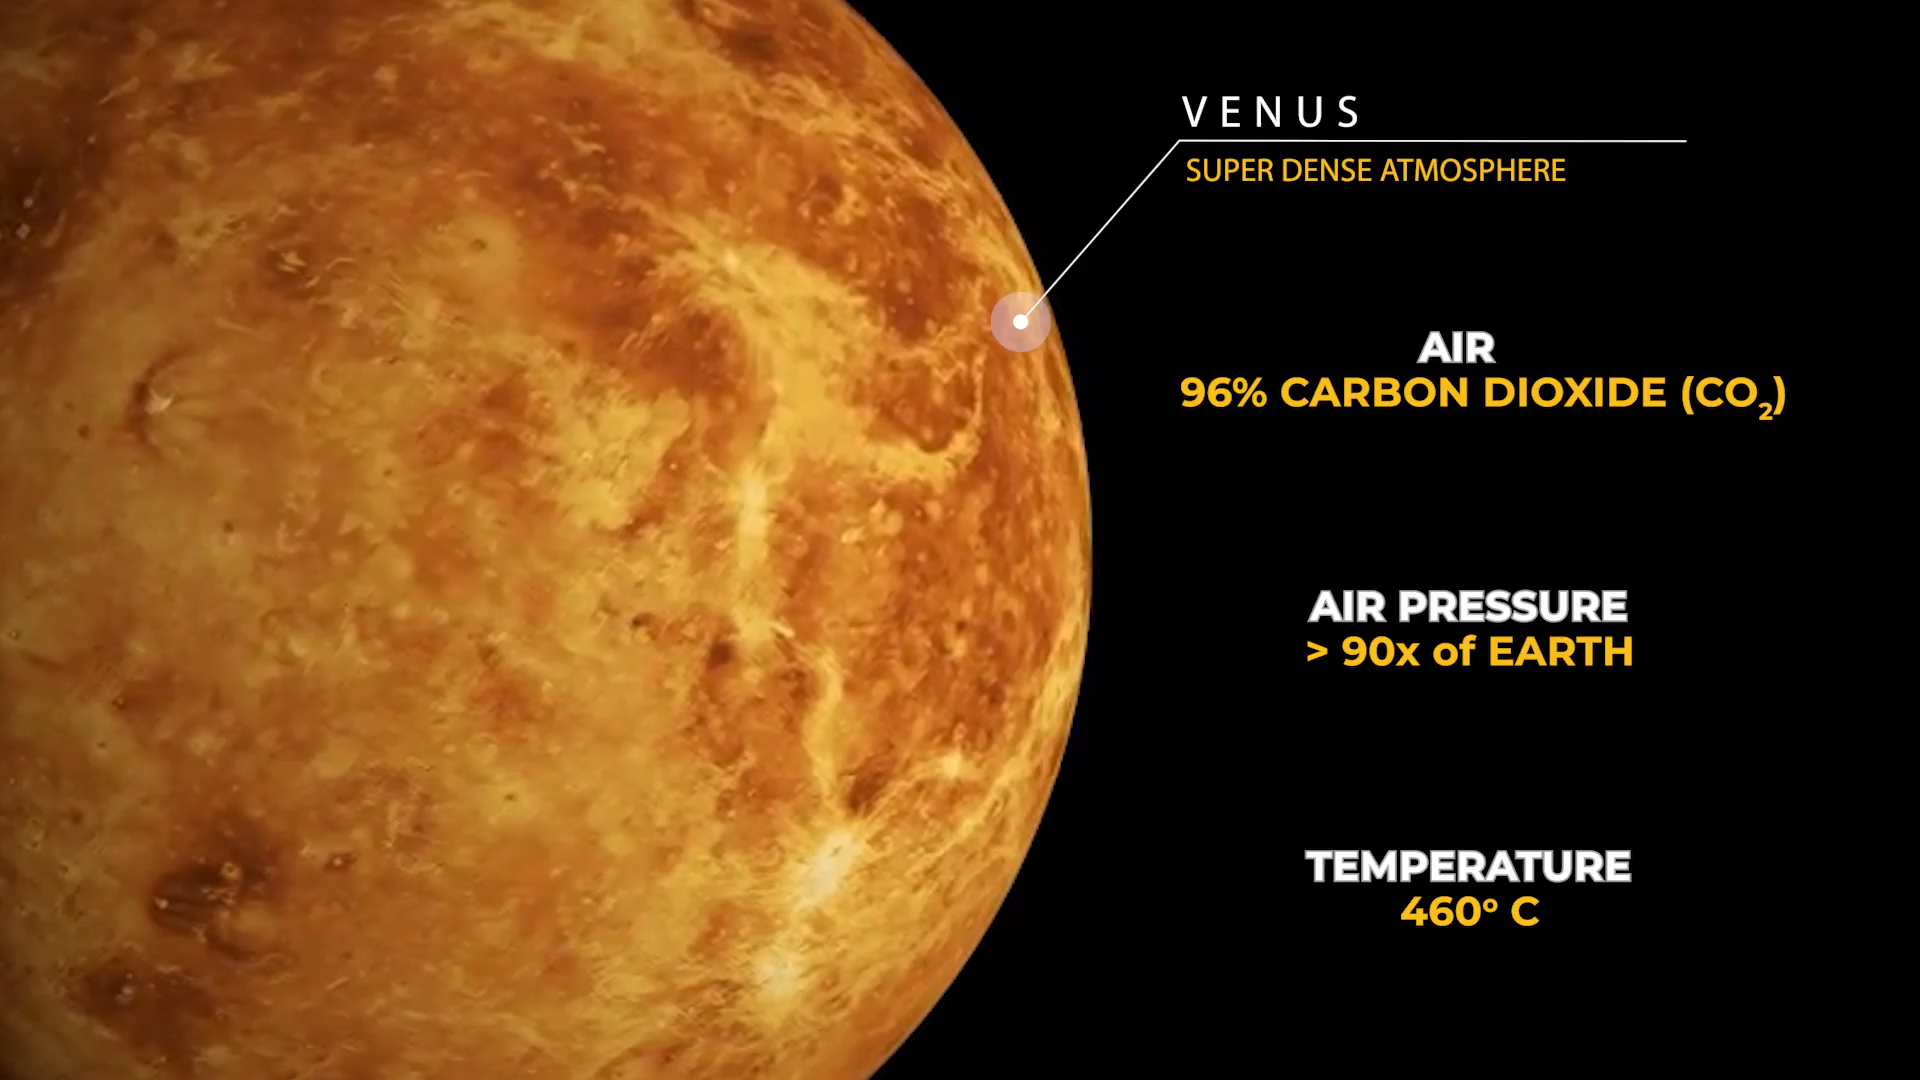 VENUS
SUPER DENSE ATMOSPHERE
AIR
96% CARBON DIOXIDE (CO₂)
AIR PRESSURE
> 90x of EARTH
TEMPERATURE
460° C